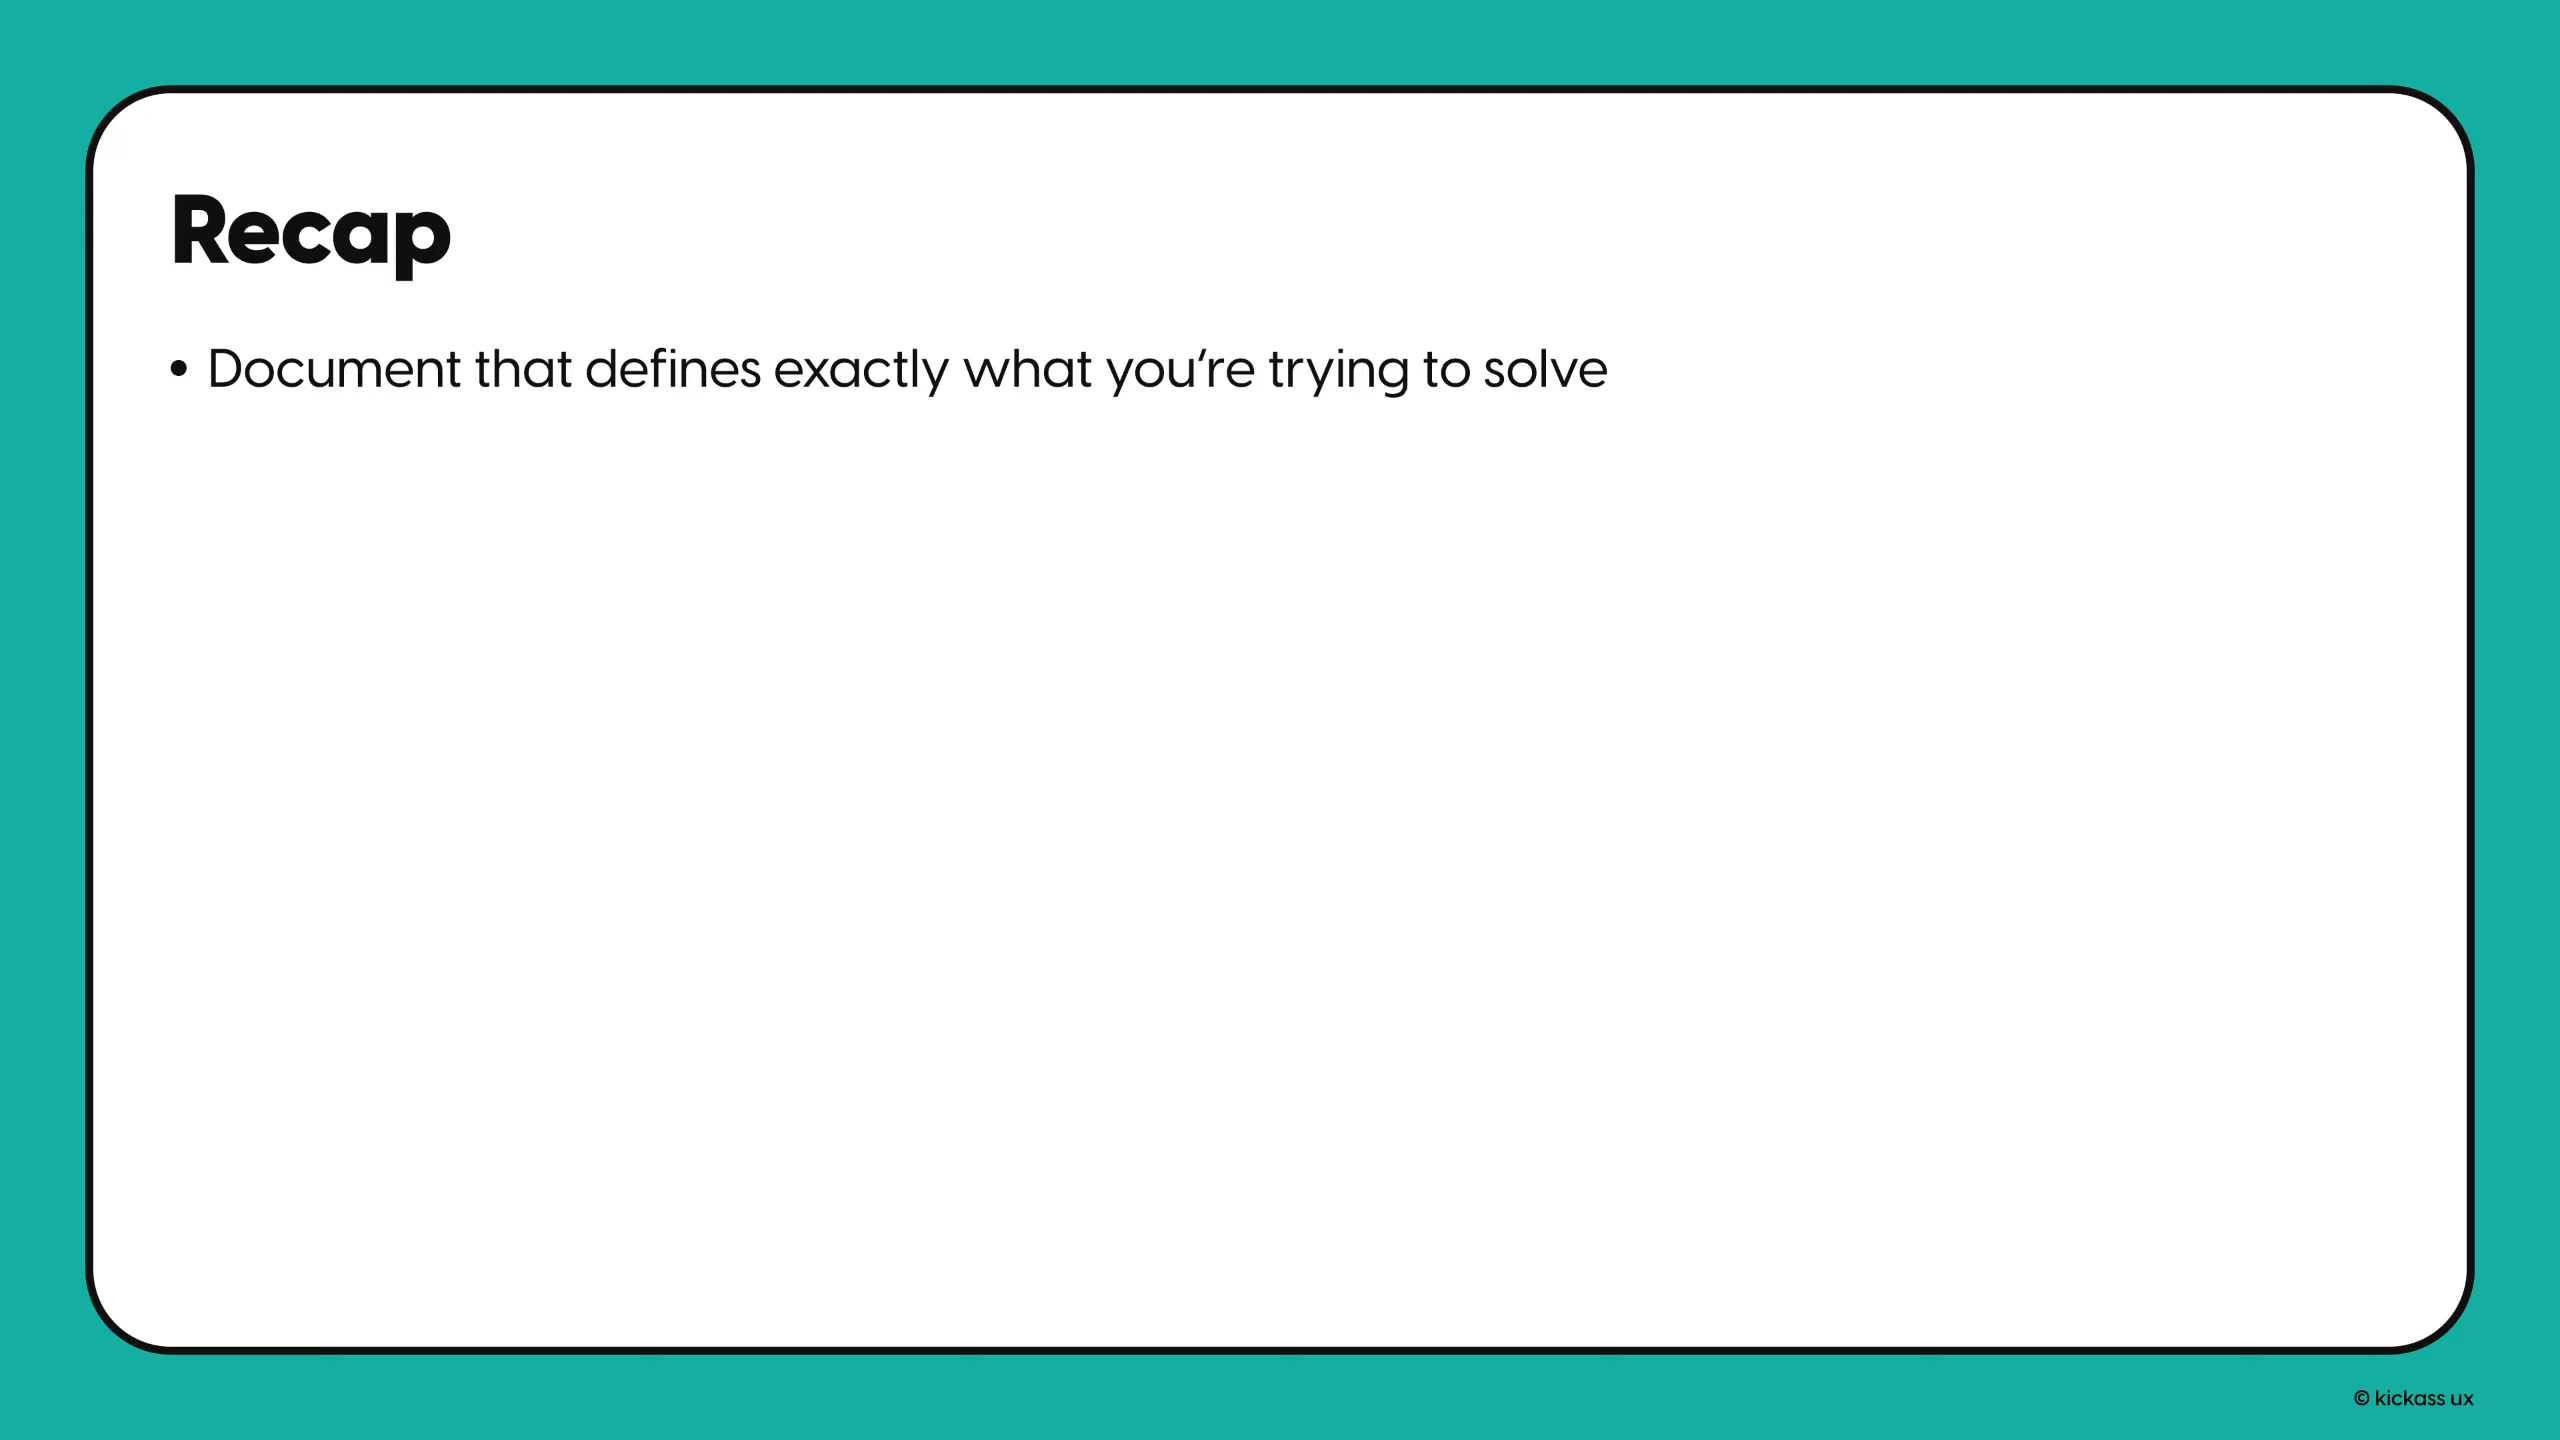 Recap
• Document that defines exactly what you’re trying to solve
© kickass ux